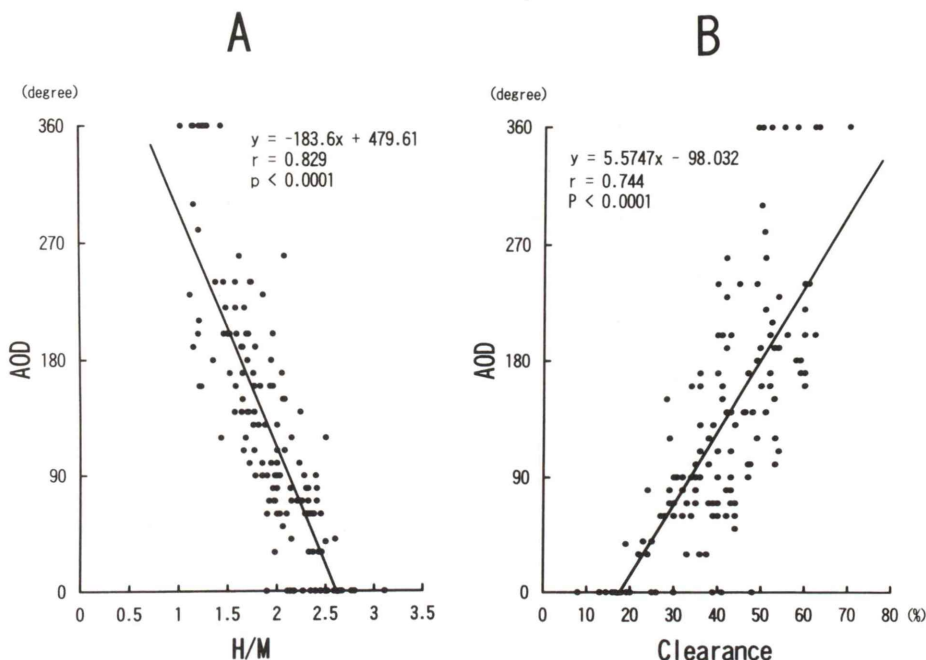 A
(degree)
360
270
180
90
0
AOD
y = -183.6x + 479.61
r = 0.829
p < 0.0001
0 0.5 1 1.5 2 2.5 3 3.5
H/M
B
(degree)
360
270
180
90
0
AOD
y = 5.5747x - 98.032
r = 0.744
P < 0.0001
0 10 20 30 40 50 60 70 80 (%)
Clearance